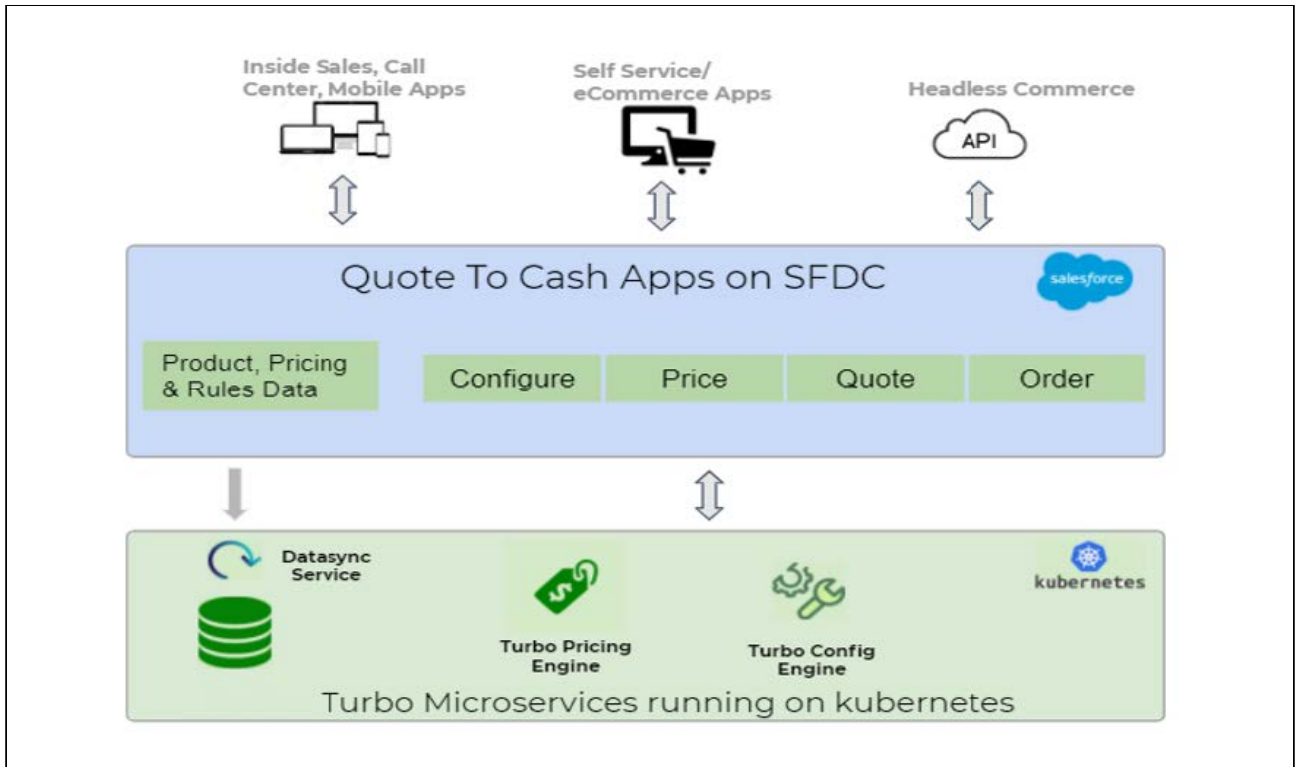 Inside Sales, Call
Center, Mobile Apps
Self Service/
eCommerce Apps
Headless Commerce
API
Quote To Cash Apps on SFDC
salesforce
Product, Pricing
& Rules Data
Configure
Price
Quote
Order
Datasync
Service
$
kubernetes
Turbo Pricing
Engine
Turbo Config
Engine
Turbo Microservices running on kubernetes